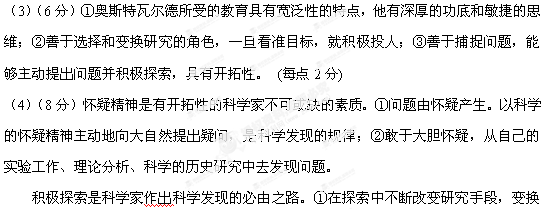 （3）（6 分）①奥斯特瓦尔德所受的教育具有宽泛性的特点，他有深厚的功底和敏捷的思
维；②善于选择和变换研究的角色，一旦看准目标，就积极投人；③善于捕捉问题，能
够主动提出问题并积极探索，具有开拓性。（每点 2 分）
（4）（8 分）怀疑精神是有开拓性的科学家不可或缺的素质。①问题由怀疑产生。以科学
的怀疑精神主动地向大自然提出疑问，是科学发现的规律；②敢于大胆怀疑，从自己的
实验工作、理论分析、科学的历史研究中去发现问题。
积极探索是科学家作出科学发现的必由之路。①在探索中不断改变研究手段，变换